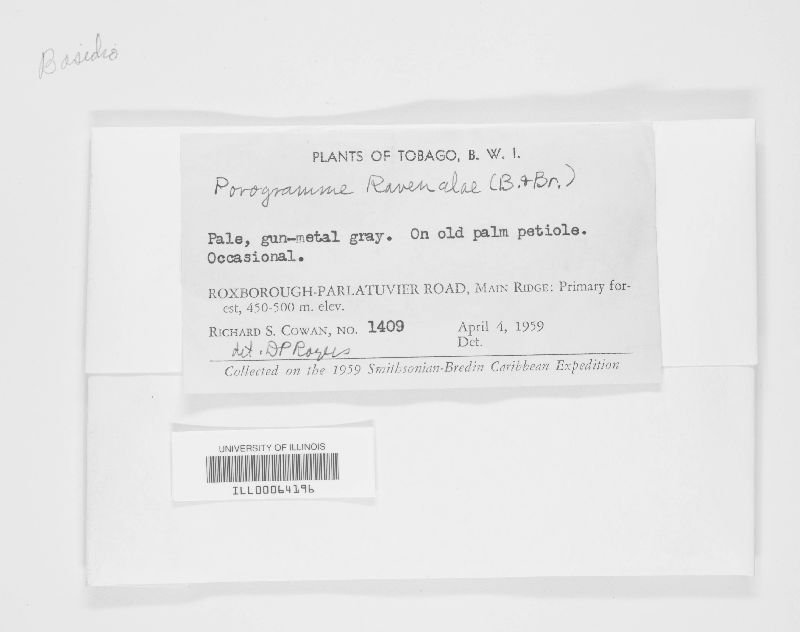 Basidio
PLANTS OF TOBAGO, B. W. I.
Porogramme Ravenalae (B. & Br.)
Pale, gun-metal gray. On old palm petiole.
Occasional.
ROXBOROUGH-PARLATUVIER ROAD, MAIN RIDGE: Primary for-
est, 450-500 m. elev.
RICHARD S. COWAN, NO. 1409 April 4, 1959
det. DP Rogers Det.
Collected on the 1959 Smithsonian-Bredin Caribbean Expedition
UNIVERSITY OF ILLINOIS
ILL00064196